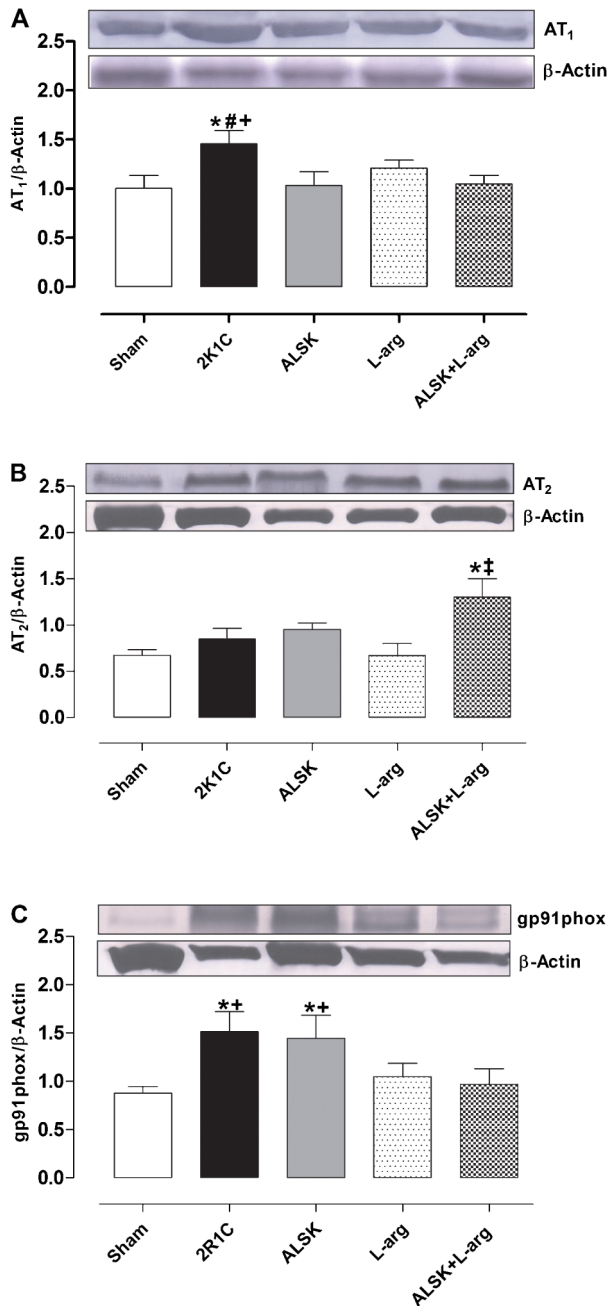 A
AT1
β-Actin
2.5
2.0
1.5
1.0
0.5
0.0
AT1/β-Actin
*#+
Sham
2K1C
ALSK
L-arg
ALSK+L-arg
B
AT2
β-Actin
2.5
2.0
1.5
1.0
0.5
0.0
AT2/β-Actin
*‡
Sham
2K1C
ALSK
L-arg
ALSK+L-arg
C
gp91phox
β-Actin
2.5
2.0
1.5
1.0
0.5
0.0
gp91phox/β-Actin
*+
*+
Sham
2R1C
ALSK
L-arg
ALSK+L-arg